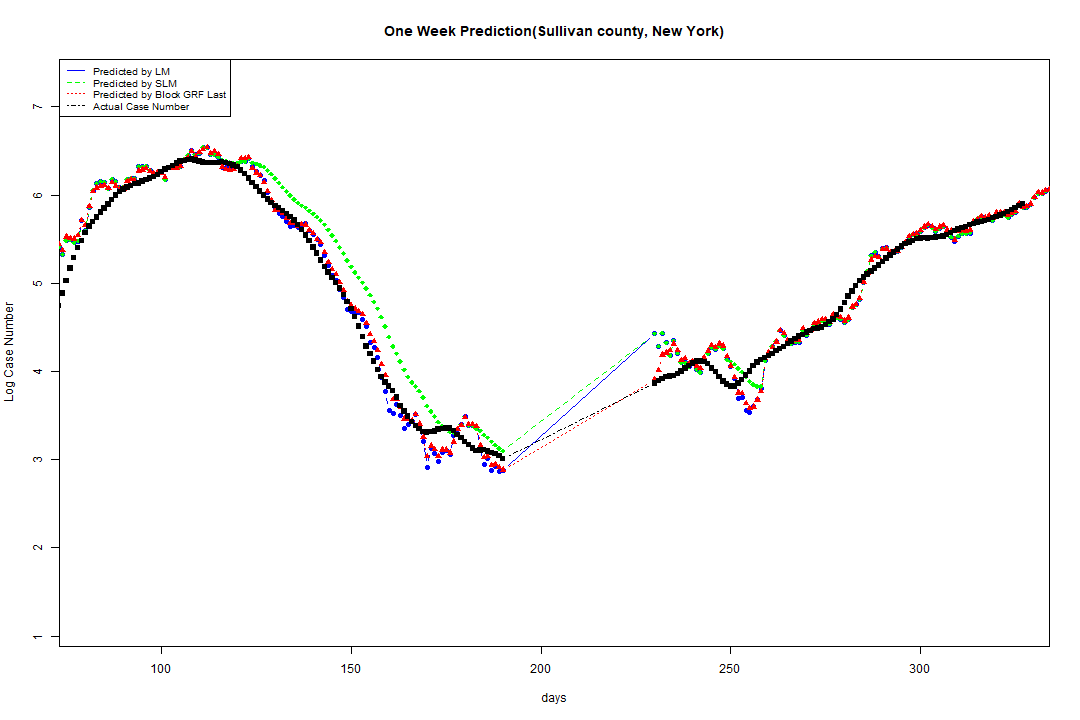 One Week Prediction(Sullivan county, New York)
Predicted by LM
Predicted by SLM
Predicted by Block GRF Last
Actual Case Number
7
6
5
4
3
2
1
Log Case Number
100 150 200 250 300
days